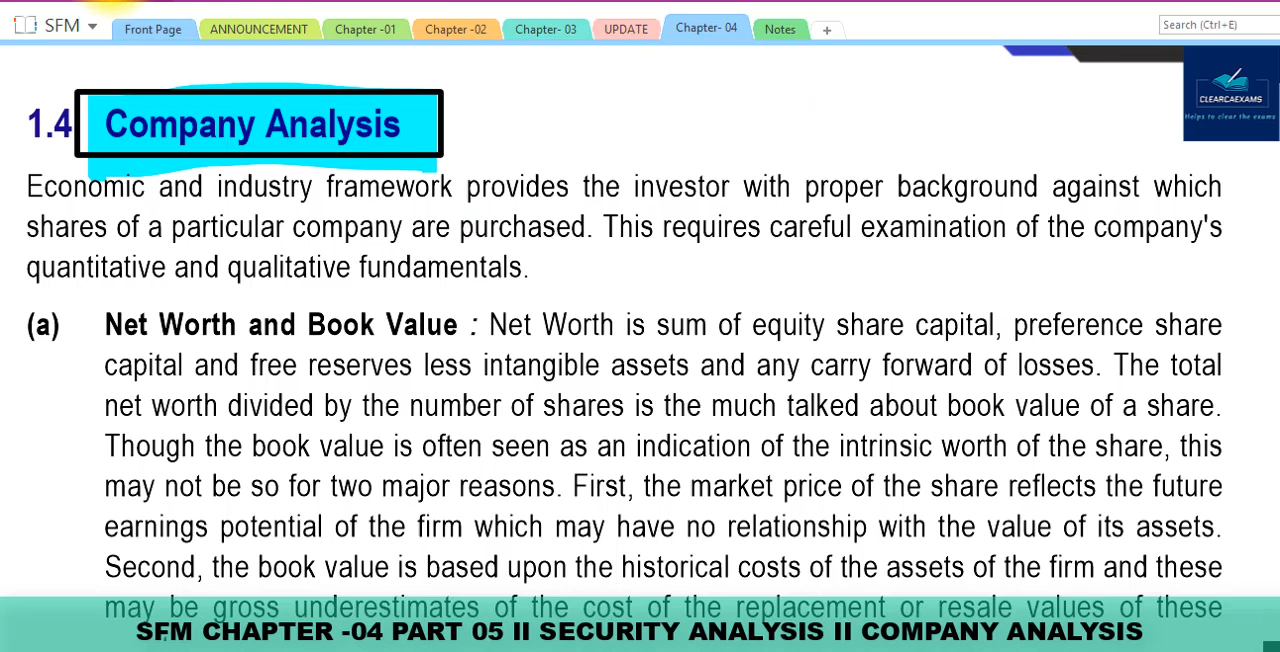 SFM
Front Page
ANNOUNCEMENT
Chapter -01
Chapter -02
Chapter- 03
UPDATE
Chapter- 04
Notes
+
Search (Ctrl+E)
CLEARCAEXAMS
Helps to clear the exams
1.4 Company Analysis
Economic and industry framework provides the investor with proper background against which
shares of a particular company are purchased. This requires careful examination of the company's
quantitative and qualitative fundamentals.
(a) Net Worth and Book Value : Net Worth is sum of equity share capital, preference share
capital and free reserves less intangible assets and any carry forward of losses. The total
net worth divided by the number of shares is the much talked about book value of a share.
Though the book value is often seen as an indication of the intrinsic worth of the share, this
may not be so for two major reasons. First, the market price of the share reflects the future
earnings potential of the firm which may have no relationship with the value of its assets.
Second, the book value is based upon the historical costs of the assets of the firm and these
may be gross underestimates of the cost of the replacement or resale values of these
SFM CHAPTER -04 PART 05 II SECURITY ANALYSIS II COMPANY ANALYSIS